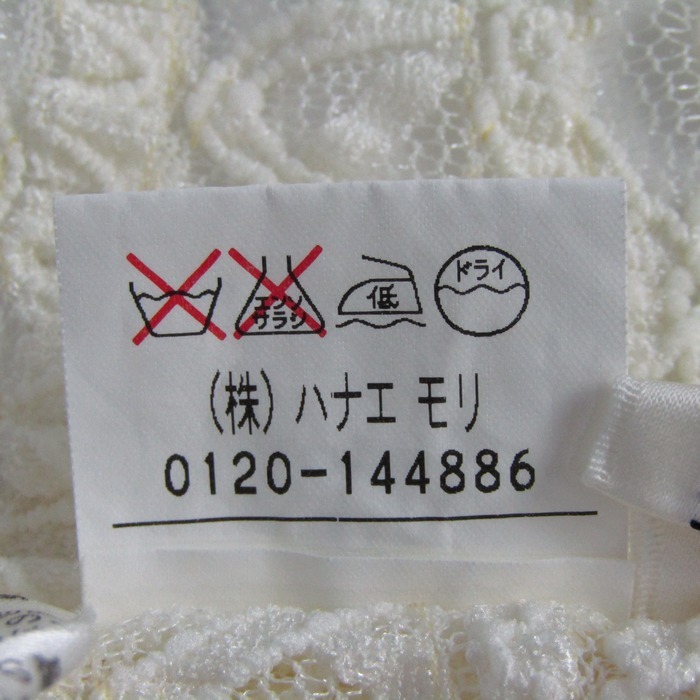 エンソ
サラシ
低
ドライ
(株) ハナエ モリ
0120-144886